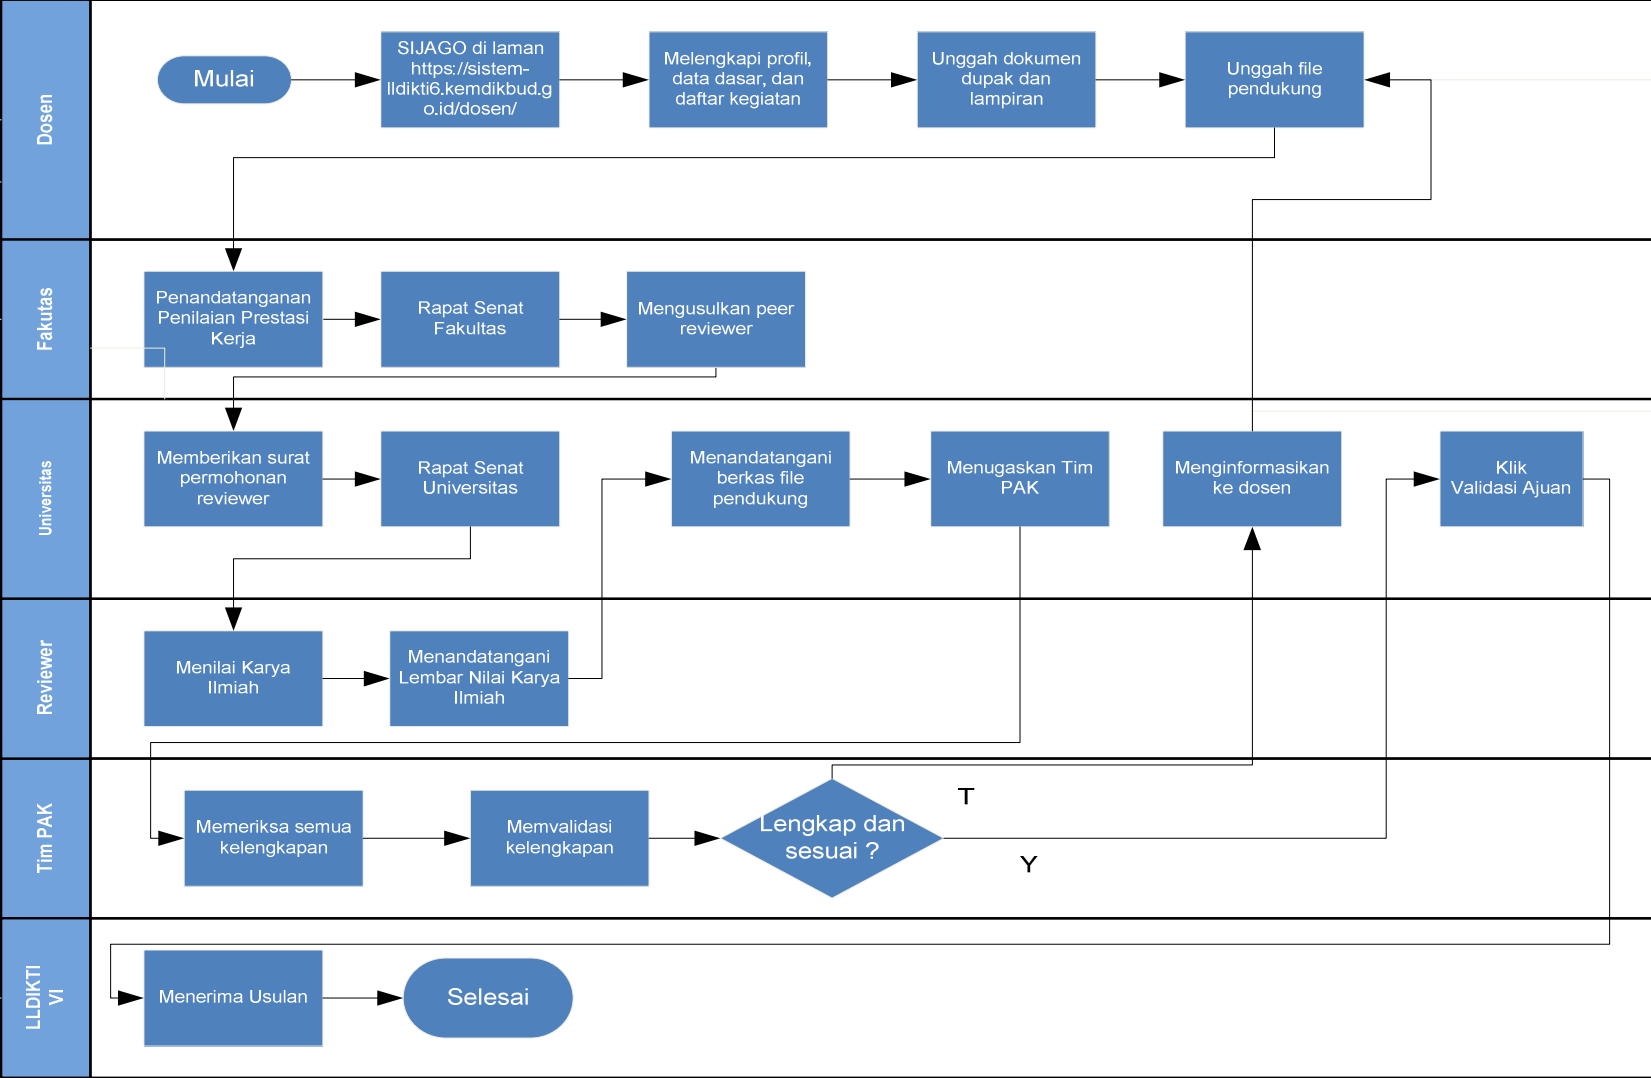 Dosen
Mulai
SIJAGO di laman
https://sistem-
lldikti6.kemdikbud.g
o.id/dosen/
Melengkapi profil,
data dasar, dan
daftar kegiatan
Unggah dokumen
dupak dan
lampiran
Unggah file
pendukung
Fakutas
Penandatanganan
Penilaian Prestasi
Kerja
Rapat Senat
Fakultas
Mengusulkan peer
reviewer
Universitas
Memberikan surat
permohonan
reviewer
Rapat Senat
Universitas
Menandatangani
berkas file
pendukung
Menugaskan Tim
PAK
Menginformasikan
ke dosen
Klik
Validasi Ajuan
Reviewer
Menilai Karya
Ilmiah
Menandatangani
Lembar Nilai Karya
Ilmiah
Tim PAK
Memeriksa semua
kelengkapan
Memvalidasi
kelengkapan
Lengkap dan
sesuai ?
T
Y
LLDIKTI
VI
Menerima Usulan
Selesai